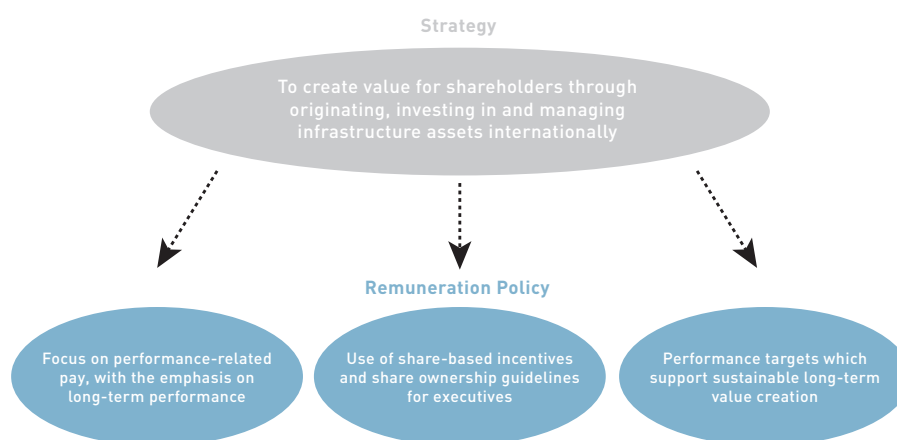 Strategy
To create value for shareholders through
originating, investing in and managing
infrastructure assets internationally
Remuneration Policy
Focus on performance-related
pay, with the emphasis on
long-term performance
Use of share-based incentives
and share ownership guidelines
for executives
Performance targets which
support sustainable long-term
value creation